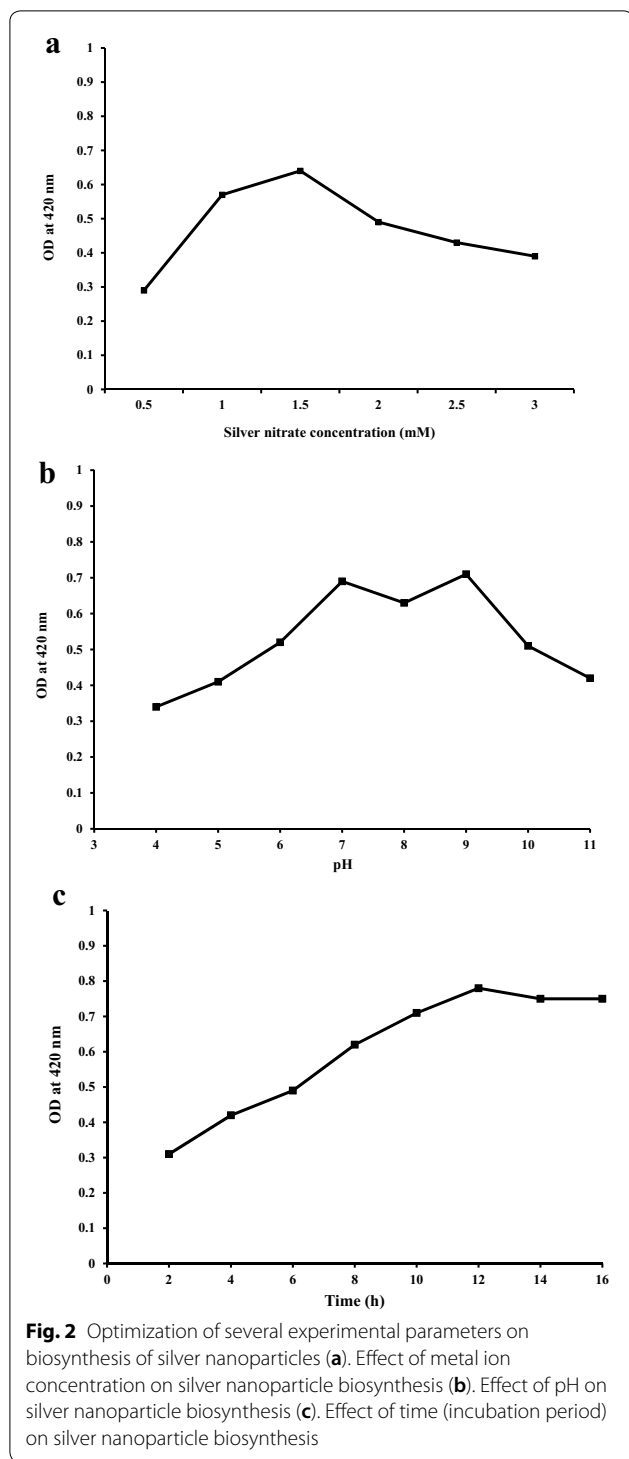 a
1
0.9
0.8
0.7
0.6
0.5
0.4
0.3
0.2
0.1
0
OD at 420 nm
0.5 1 1.5 2 2.5 3
Silver nitrate concentration (mM)
b
1
0.9
0.8
0.7
0.6
0.5
0.4
0.3
0.2
0.1
0
OD at 420 nm
3 4 5 6 7 8 9 10 11
pH
c
1
0.9
0.8
0.7
0.6
0.5
0.4
0.3
0.2
0.1
0
OD at 420 nm
0 2 4 6 8 10 12 14 16
Time (h)
Fig. 2 Optimization of several experimental parameters on
biosynthesis of silver nanoparticles (a). Effect of metal ion
concentration on silver nanoparticle biosynthesis (b). Effect of pH on
silver nanoparticle biosynthesis (c). Effect of time (incubation period)
on silver nanoparticle biosynthesis